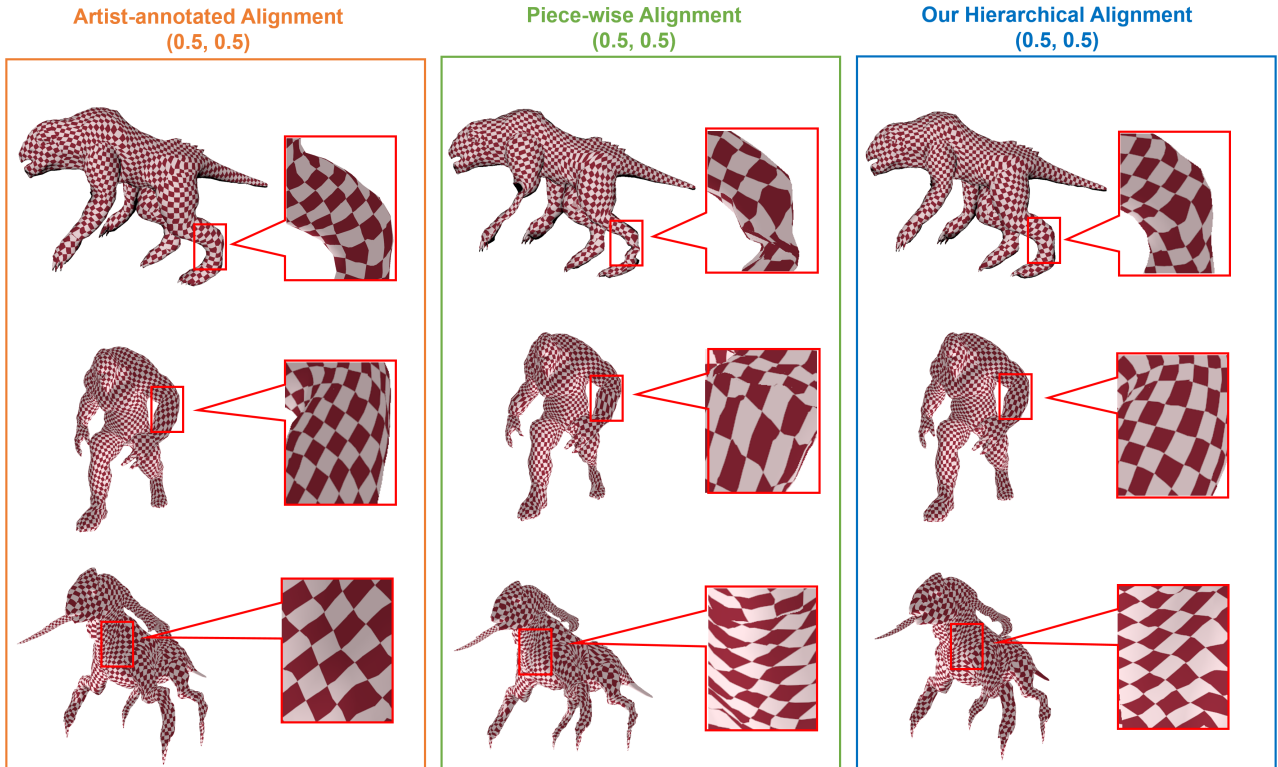 Artist-annotated Alignment
(0.5, 0.5)
Piece-wise Alignment
(0.5, 0.5)
Our Hierarchical Alignment
(0.5, 0.5)